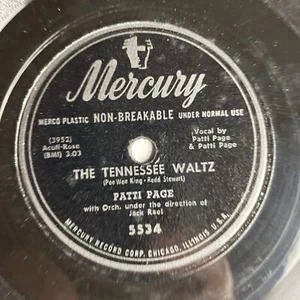 Mercury
MERCO PLASTIC NON-BREAKABLE UNDER NORMAL USE
(3952)
Acuff-Rose
(BMI) 3.03
Vocal by
Patti Page
& Patti Page
THE TENNESSEE WALTZ
(Pee Wee King - Redd Stewart)
PATTI PAGE
with Orch. under the direction of
Jack Rael
5534
MERCURY RECORD CORP. CHICAGO, ILLINOIS U.S.A.